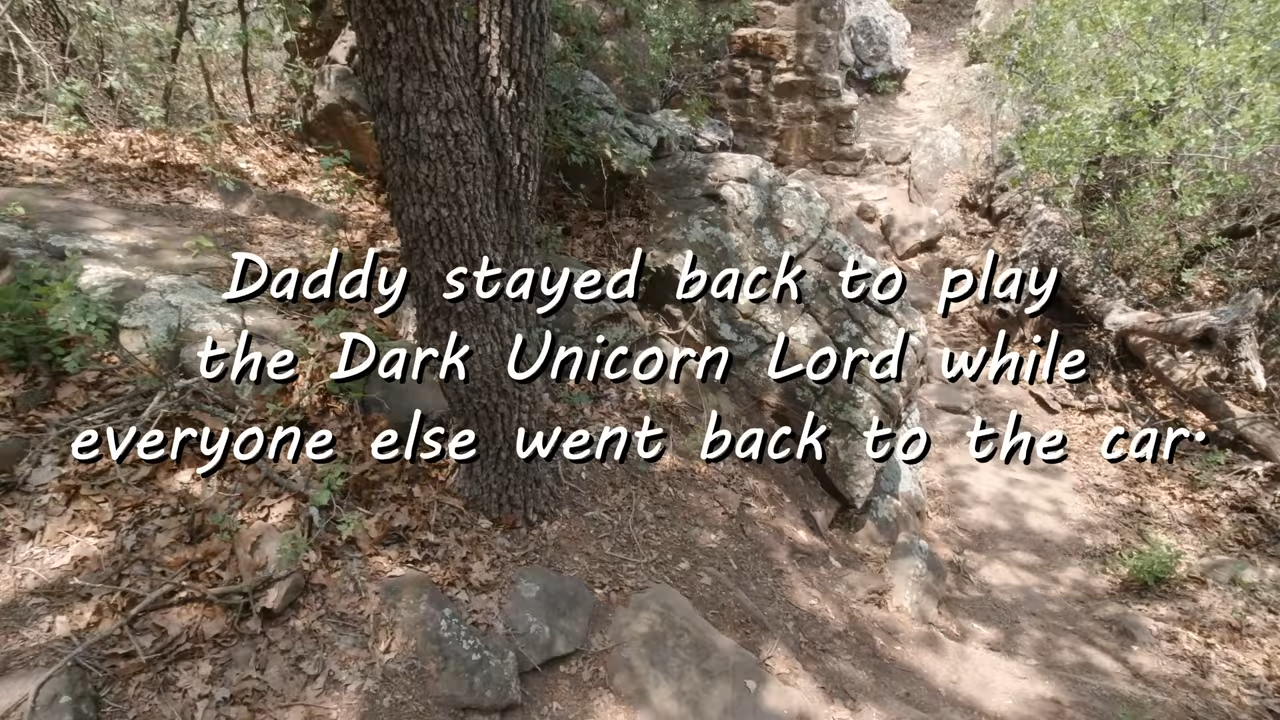 Daddy stayed back to play
the Dark Unicorn Lord while
everyone else went back to the car.